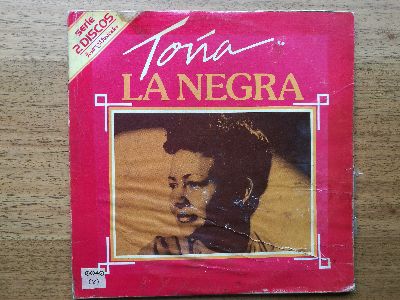 serie
2 DISCOS
Toña
LA NEGRA